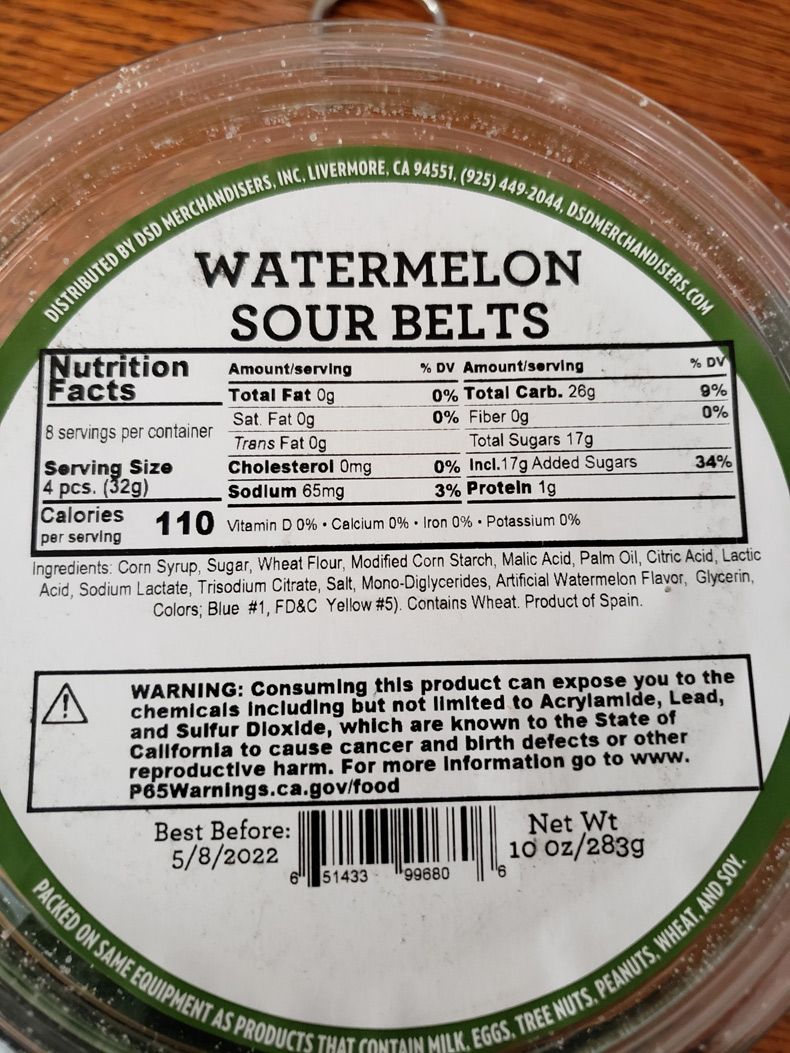 DISTRIBUTED BY DSD MERCHANDISERS, INC. LIVERMORE, CA 94551, (925) 449-2044, DSDMERCHANDISERS.COM
WATERMELON
SOUR BELTS
Nutrition
Facts
8 servings per container
Serving Size
4 pcs. (32g)
Calories
per serving
110
Amount/serving % DV
Total Fat 0g 0%
Sat. Fat 0g 0%
Trans Fat 0g
Cholesterol 0mg 0%
Sodium 65mg 3%
Amount/serving % DV
Total Carb. 26g 9%
Fiber 0g 0%
Total Sugars 17g
Incl.17g Added Sugars 34%
Protein 1g
Vitamin D 0% • Calcium 0% • Iron 0% • Potassium 0%
Ingredients: Corn Syrup, Sugar, Wheat Flour, Modified Corn Starch, Malic Acid, Palm Oil, Citric Acid, Lactic
Acid, Sodium Lactate, Trisodium Citrate, Salt, Mono-Diglycerides, Artificial Watermelon Flavor, Glycerin,
Colors; Blue #1, FD&C Yellow #5). Contains Wheat. Product of Spain.
WARNING: Consuming this product can expose you to the
chemicals including but not limited to Acrylamide, Lead,
and Sulfur Dioxide, which are known to the State of
California to cause cancer and birth defects or other
reproductive harm. For more information go to www.
P65Warnings.ca.gov/food
Best Before:
5/8/2022
6 51433 99680 6
Net Wt
10 oz/283g
PACKED ON SAME EQUIPMENT AS PRODUCTS THAT CONTAIN MILK, EGGS, TREE NUTS, PEANUTS, WHEAT, AND SOY.